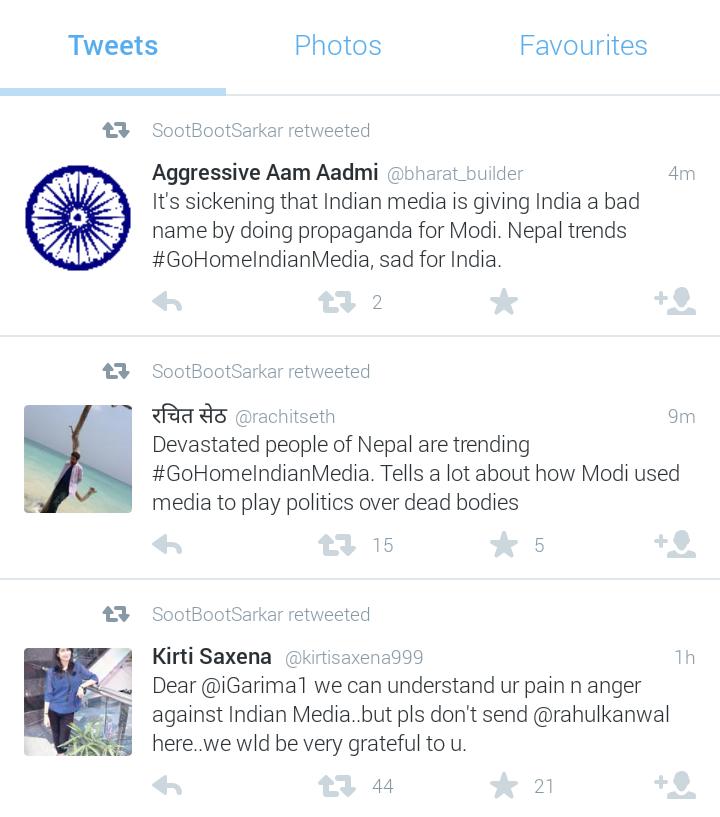 Tweets Photos Favourites
SootBootSarkar retweeted
Aggressive Aam Aadmi @bharat_builder 4m
It's sickening that Indian media is giving India a bad
name by doing propaganda for Modi. Nepal trends
#GoHomeIndianMedia, sad for India.
2
SootBootSarkar retweeted
रचित सेठ @rachitseth 9m
Devastated people of Nepal are trending
#GoHomeIndianMedia. Tells a lot about how Modi used
media to play politics over dead bodies
15 5
SootBootSarkar retweeted
Kirti Saxena @kirtisaxena999 1h
Dear @iGarima1 we can understand ur pain n anger
against Indian Media..but pls don't send @rahulkanwal
here..we wld be very grateful to u.
44 21